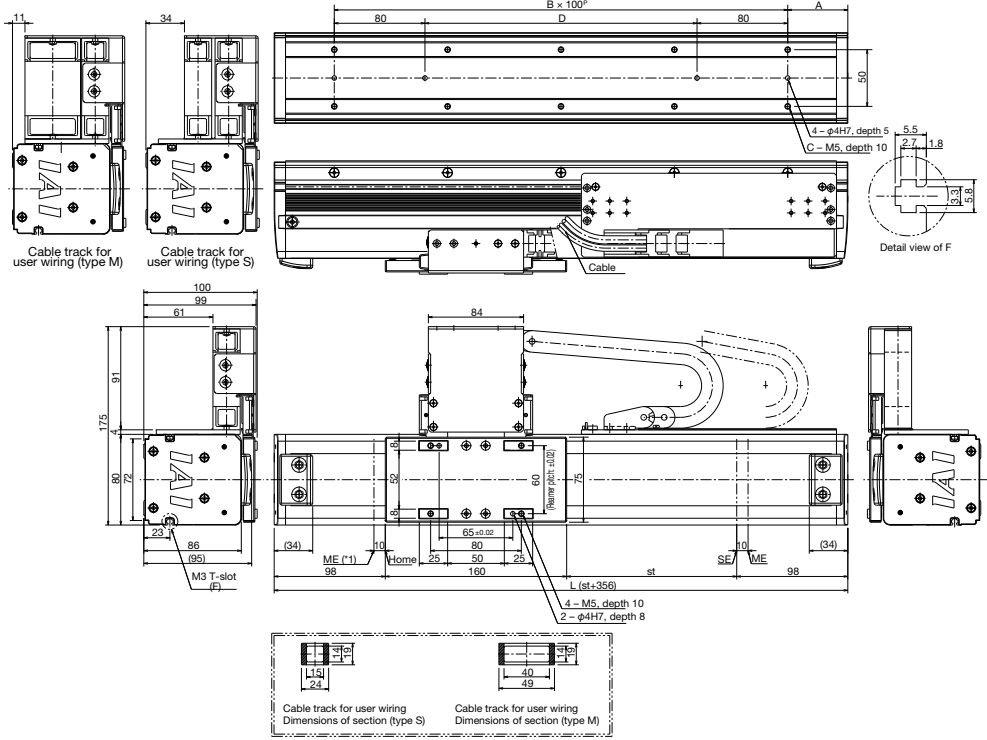 11
34
B × 100P
A
80
D
80
50
4 – φ4H7, depth 5
C – M5, depth 10
5.5
2.7
1.8
3.3
5.8
Detail view of F
IAI
IAI
Cable track for
user wiring (type M)
Cable track for
user wiring (type S)
Cable
100
99
61
84
175
91
4
80
72
IAI
23
86
(95)
M3 T-slot
(F)
8
52
8
60
(Reamer pitch: ±0.02)
75
65±0.02
80
25
50
25
(34)
ME (*1)
10
Home
SE
10
ME
(34)
98
160
st
98
L (st+356)
4 – M5, depth 10
2 – φ4H7, depth 8
IAI
14
19
15
24
14
19
40
49
Cable track for user wiring
Dimensions of section (type S)
Cable track for user wiring
Dimensions of section (type M)